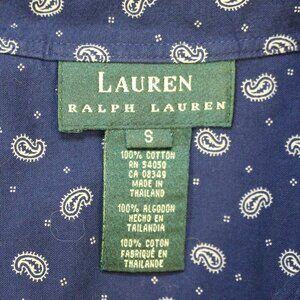 LAUREN
RALPH LAUREN
S
100% COTTON
RN 54050
CA 08349
MADE IN
THAILAND
100% ALGODON
HECHO EN
TAILANDIA
100% COTON
FABRIQUÉ EN
THAILANDE